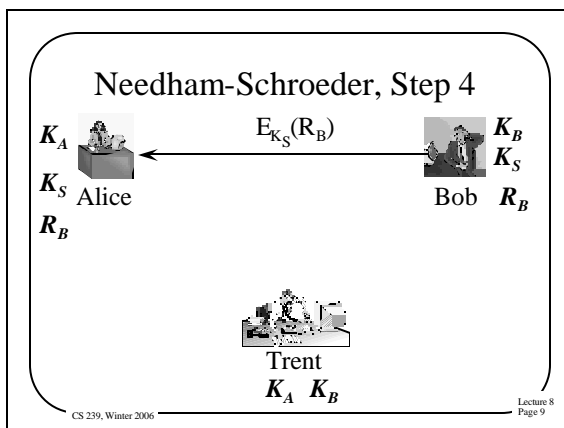 Needham-Schroeder, Step 4
E_{K_S}(R_B)
K_A
K_S
R_B
Alice
K_B
K_S
Bob R_B
Trent
K_A K_B
CS 239, Winter 2006
Lecture 8
Page 9